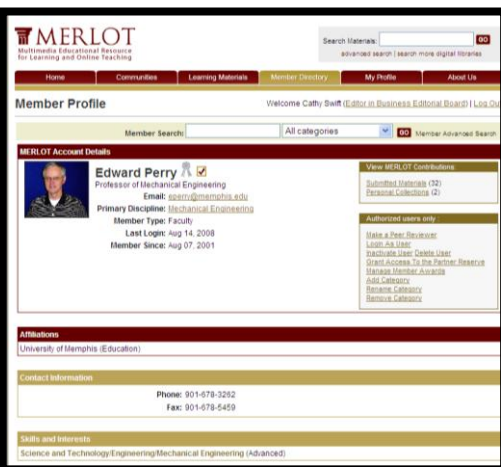 MERLOT
Multimedia Educational Resource
for Learning and Online Teaching
Search Materials: GO
advanced search | search more digital libraries
Home Communities Learning Materials Member Directory My Profile About Us
Member Profile Welcome Cathy Swift (Editor in Business Editorial Board) | Log Ou
Member Search: All categories GO Member Advanced Search
MERLOT Account Details
Edward Perry
Professor of Mechanical Engineering
Email: eperry@memphis.edu
Primary Discipline: Mechanical Engineering
Member Type: Faculty
Last Login: Aug 14, 2008
Member Since: Aug 07, 2001
View MERLOT Contributions:
Submitted Materials (32)
Personal Collections (2)
Authorized users only :
Make a Peer Reviewer
Login As User
Inactivate User Delete User
Grant Access To the Partner Reserve
Manage Member Awards
Add Category
Rename Category
Remove Category
Affiliations
University of Memphis (Education)
Contact Information
Phone: 901-678-3262
Fax: 901-678-5459
Skills and Interests
Science and Technology/Engineering/Mechanical Engineering (Advanced)